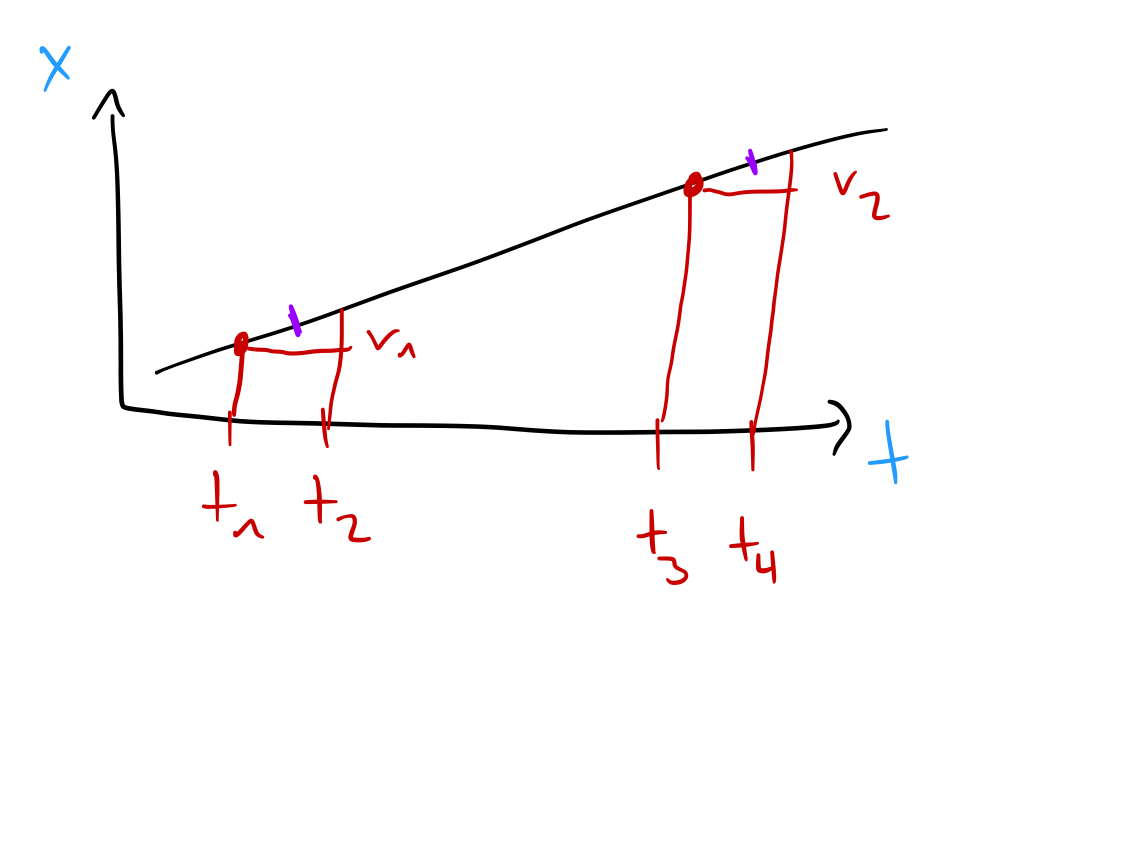 x
v₂
v₁
t
t₁ t₂ t₃ t₄